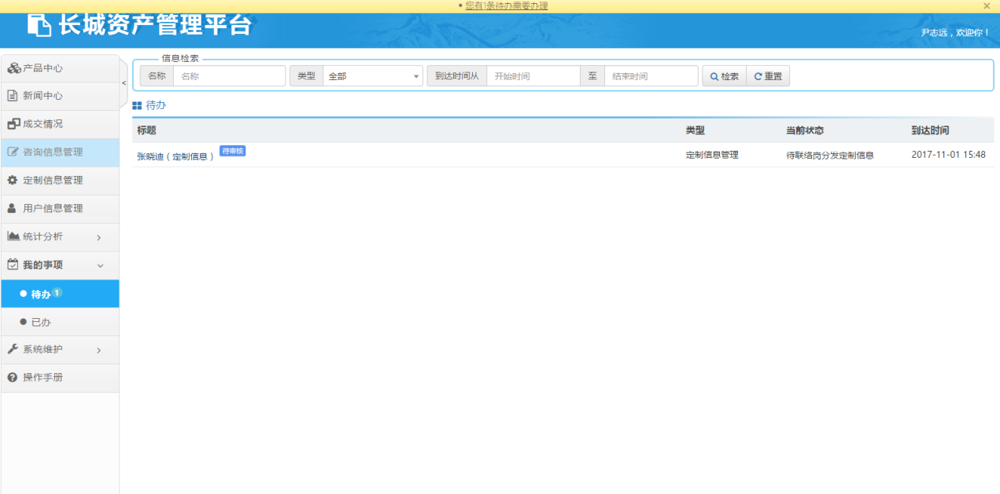 • 您有1条待办需要办理
长城资产管理平台
尹志远，欢迎你！
产品中心
新闻中心
成交情况
咨询信息管理
定制信息管理
用户信息管理
统计分析
我的事项
待办 1
已办
系统维护
操作手册
信息检索
名称 名称 类型 全部 到达时间从 开始时间 至 结束时间 检索 重置
待办
标题 类型 当前状态 到达时间
张晓迪（定制信息） 待审核 定制信息管理 待联络岗分发定制信息 2017-11-01 15:48